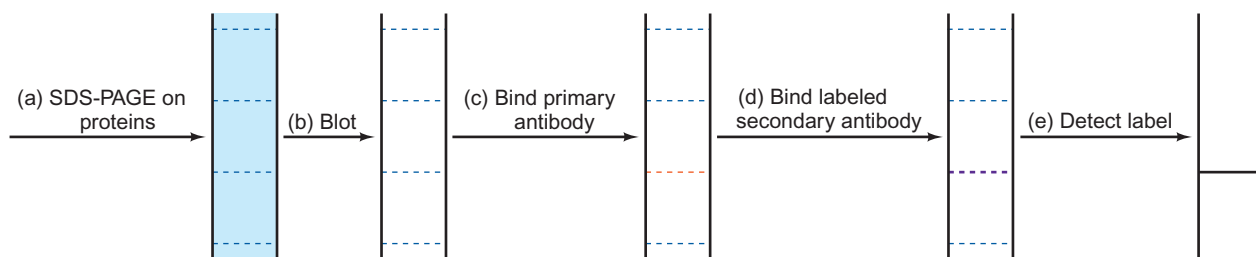 (a) SDS-PAGE on
proteins
(b) Blot
(c) Bind primary
antibody
(d) Bind labeled
secondary antibody
(e) Detect label